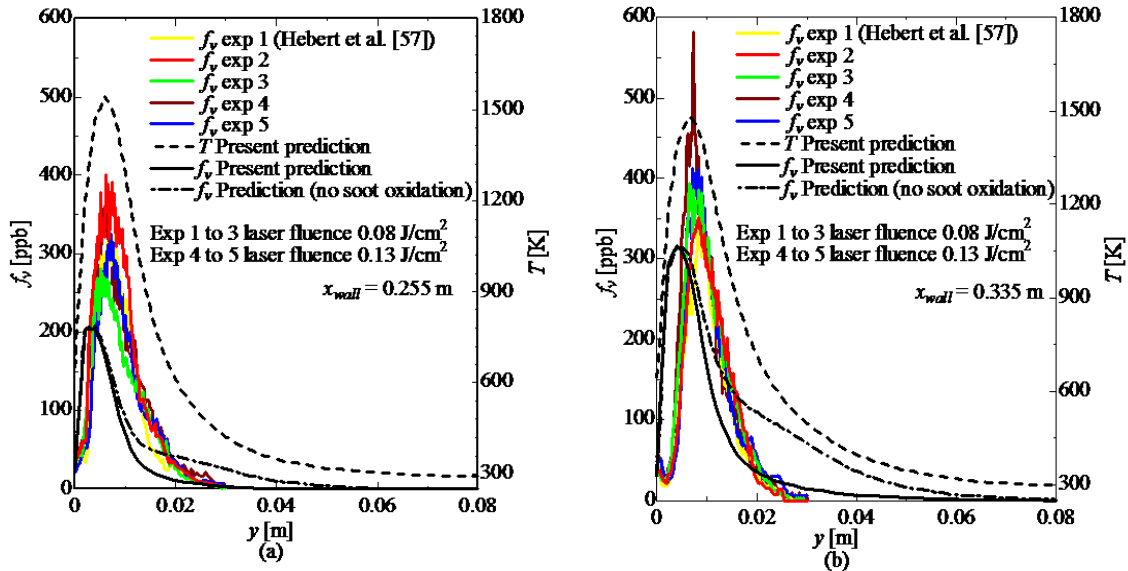 600
500
400
300
200
100
0
f_v [ppb]
1800
1500
1200
900
600
300
T [K]
f_v exp 1 (Hebert et al. [57])
f_v exp 2
f_v exp 3
f_v exp 4
f_v exp 5
T Present prediction
f_v Present prediction
f_v Prediction (no soot oxidation)
Exp 1 to 3 laser fluence 0.08 J/cm²
Exp 4 to 5 laser fluence 0.13 J/cm²
x_wall = 0.255 m
0 0.02 0.04 0.06 0.08
y [m]
(a)
600
500
400
300
200
100
0
f_v [ppb]
1800
1500
1200
900
600
300
T [K]
f_v exp 1 (Hebert et al. [57])
f_v exp 2
f_v exp 3
f_v exp 4
f_v exp 5
T Present prediction
f_v Present prediction
f_v Prediction (no soot oxidation)
Exp 1 to 3 laser fluence 0.08 J/cm²
Exp 4 to 5 laser fluence 0.13 J/cm²
x_wall = 0.335 m
0 0.02 0.04 0.06 0.08
y [m]
(b)